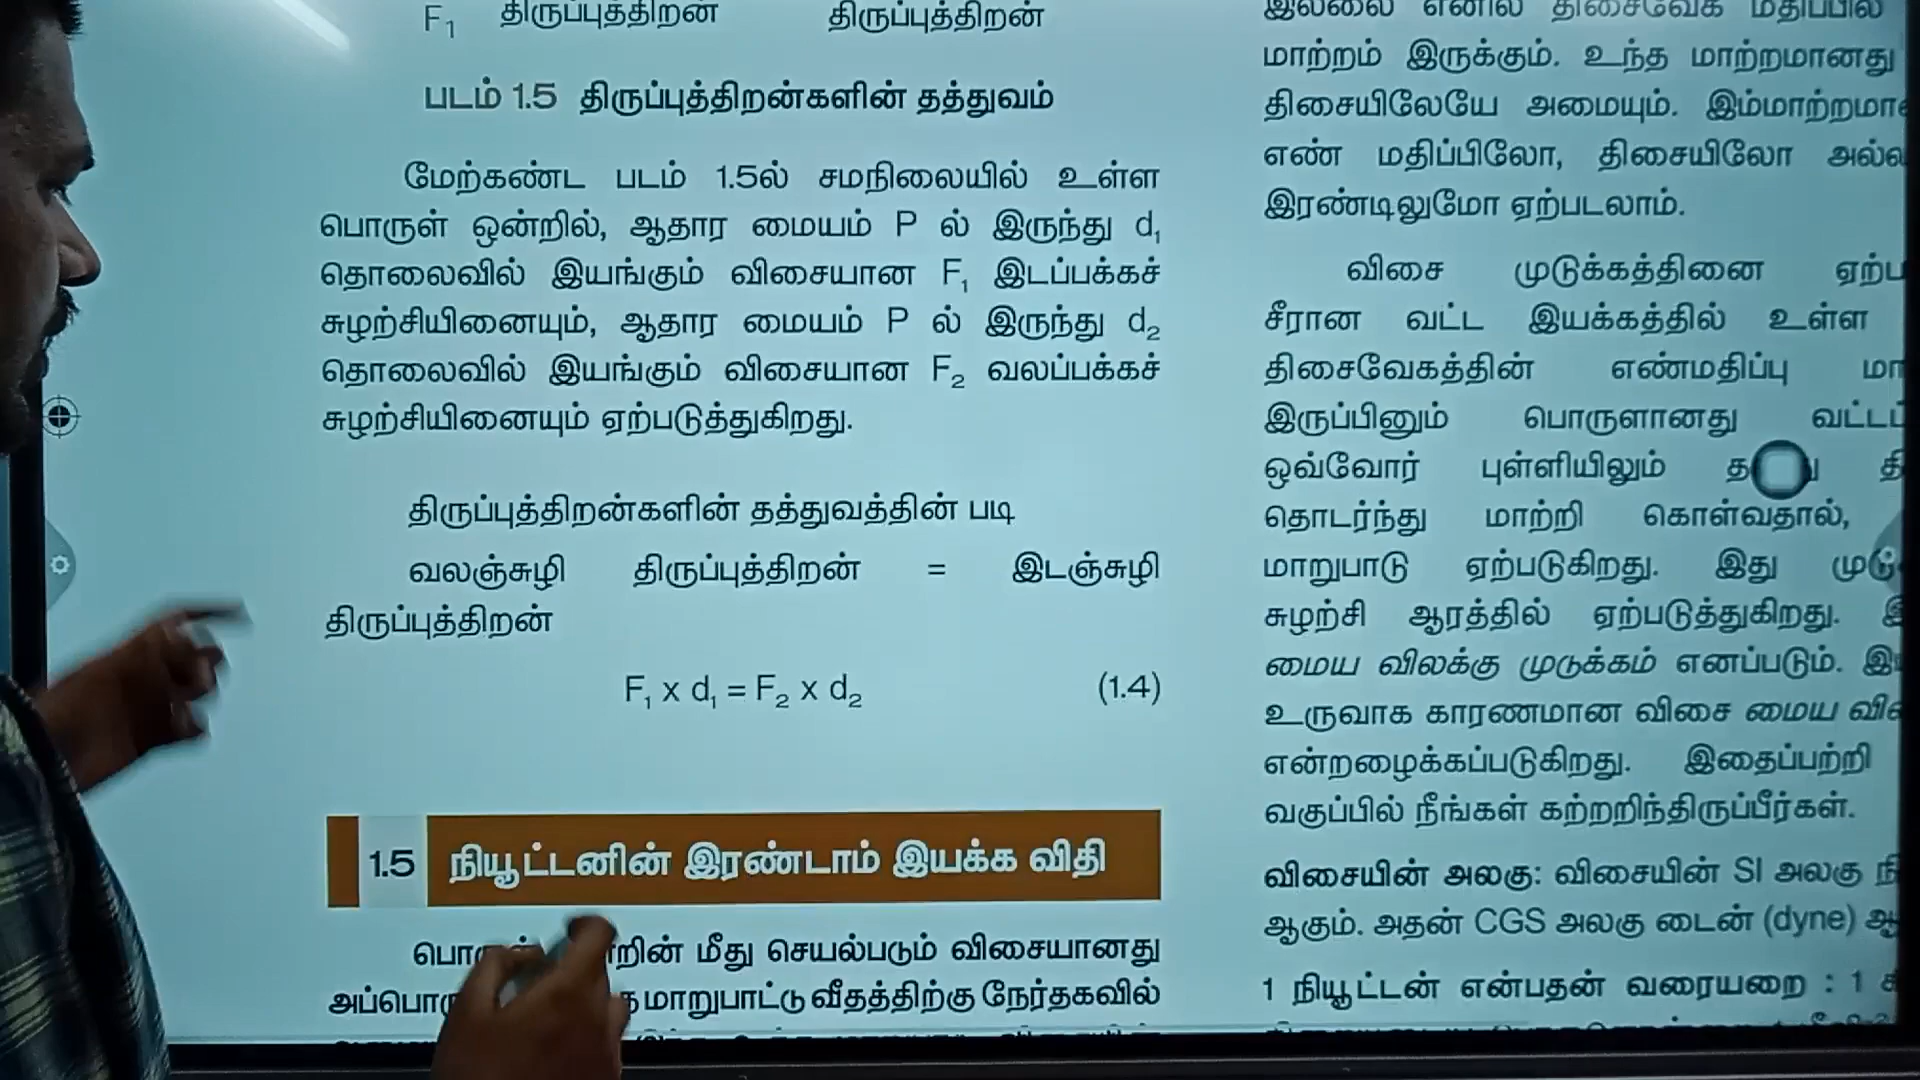 F₁ திருப்புத்திறன் திருப்புத்திறன்
படம் 1.5 திருப்புத்திறன்களின் தத்துவம்
மேற்கண்ட படம் 1.5ல் சமநிலையில் உள்ள
பொருள் ஒன்றில், ஆதார மையம் P ல் இருந்து d₁
தொலைவில் இயங்கும் விசையான F₁ இடப்பக்கச்
சுழற்சியினையும், ஆதார மையம் P ல் இருந்து d₂
தொலைவில் இயங்கும் விசையான F₂ வலப்பக்கச்
சுழற்சியினையும் ஏற்படுத்துகிறது.
திருப்புத்திறன்களின் தத்துவத்தின் படி
வலஞ்சுழி திருப்புத்திறன் = இடஞ்சுழி
திருப்புத்திறன்
F₁ x d₁ = F₂ x d₂ (1.4)
1.5 நியூட்டனின் இரண்டாம் இயக்க விதி
மீது செயல்படும் விசையானது
மாறுபாட்டு வீதத்திற்கு நேர்தகவில்
இல்லை எனில் திசைவேக மதிப்பில்
மாற்றம் இருக்கும். உந்த மாற்றமானது
திசையிலேயே அமையும்.
எண் மதிப்பிலோ, திசையிலோ
இரண்டிலுமோ ஏற்படலாம்.
விசை முடுக்கத்தினை
சீரான வட்ட இயக்கத்தில் உள்ள
திசைவேகத்தின் எண்மதிப்பு
இருப்பினும் பொருளானது
ஒவ்வோர் புள்ளியிலும்
தொடர்ந்து மாற்றி கொள்வதால்,
மாறுபாடு ஏற்படுகிறது. இது
சுழற்சி ஆரத்தில் ஏற்படுத்துகிறது.
மைய விலக்கு முடுக்கம் எனப்படும்.
உருவாக காரணமான விசை மைய
என்றழைக்கப்படுகிறது. இதைப்பற்றி
வகுப்பில் நீங்கள் கற்றறிந்திருப்பீர்கள்.
விசையின் அலகு: விசையின் SI அலகு
ஆகும். அதன் CGS அலகு டைன் (dyne)
1 நியூட்டன் என்பதன் வரையறை : 1